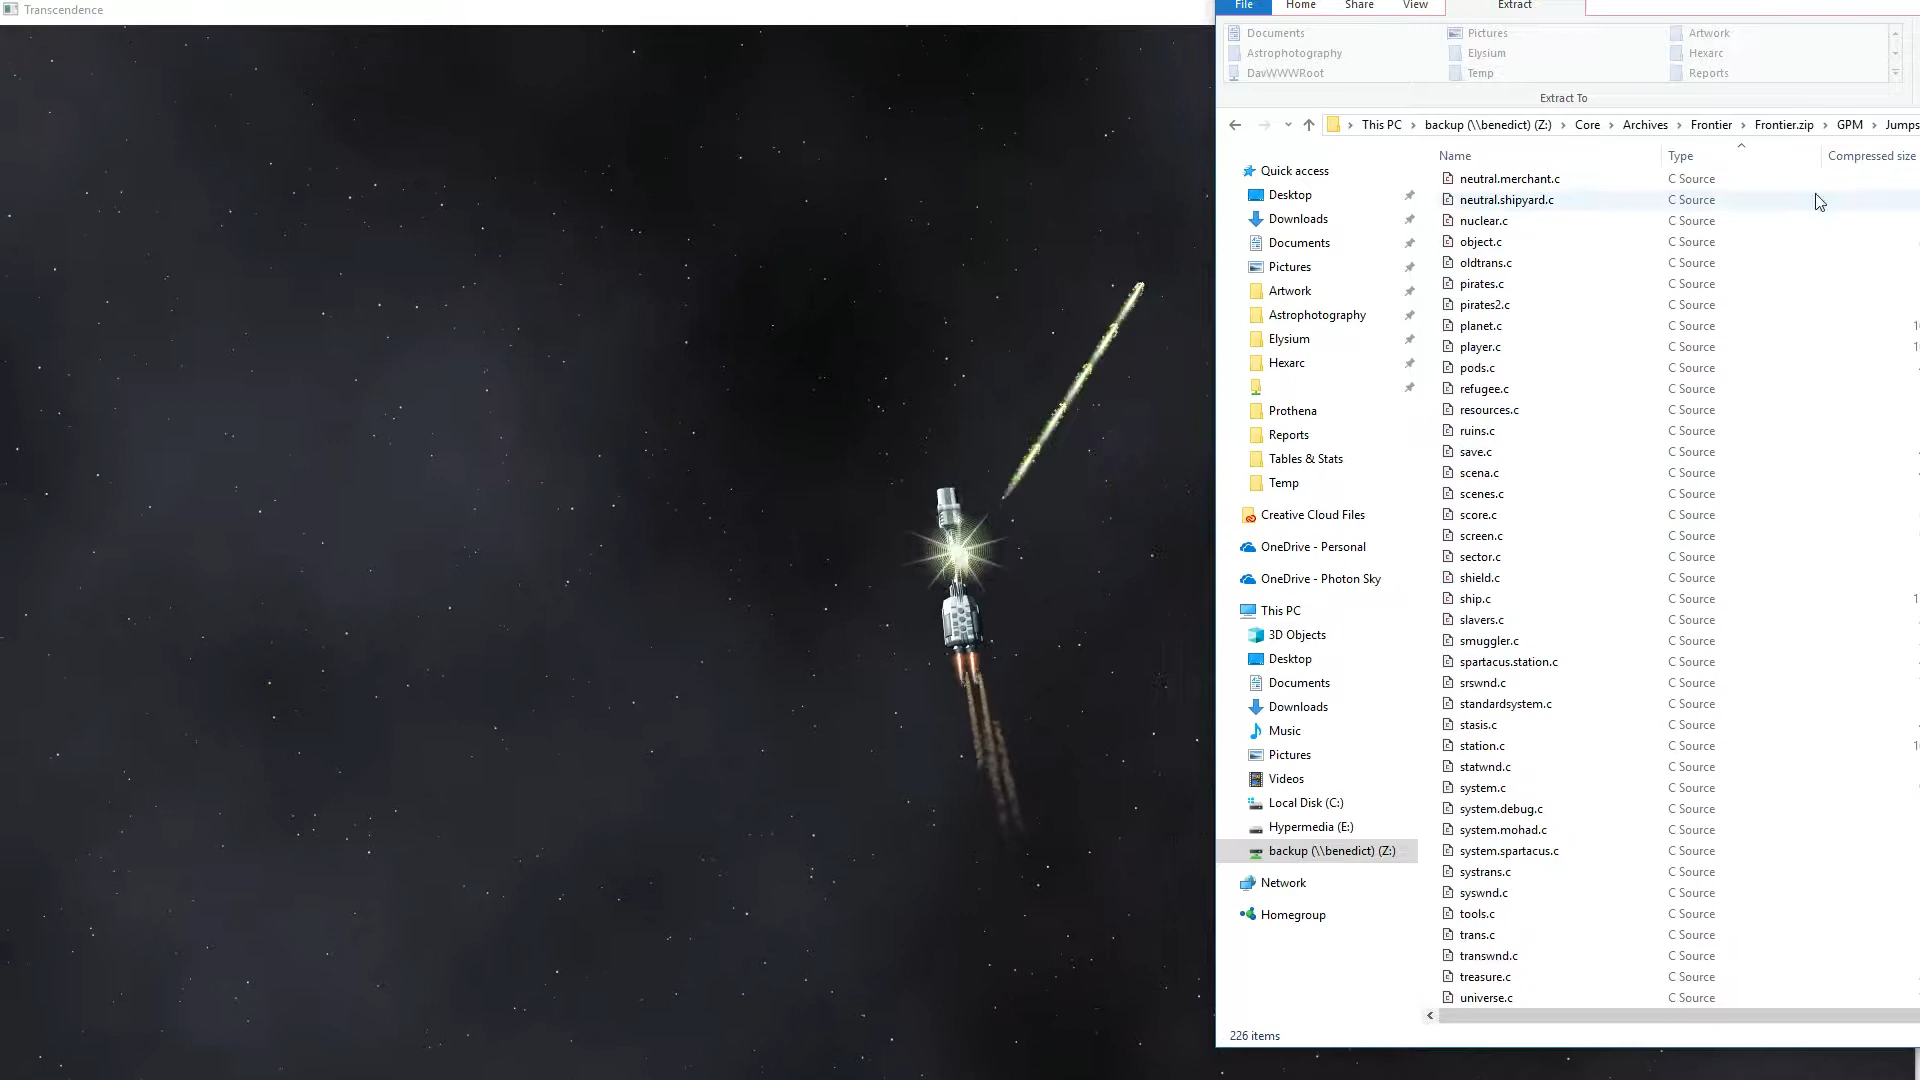 Transcendence
File Home Share View Extract
Documents Pictures Artwork
Astrophotography Elysium Hexarc
DavWWWRoot Temp Reports
Extract To
This PC backup (\\benedict) (Z:) Core Archives Frontier Frontier.zip GPM Jumps
Quick access
Desktop
Downloads
Documents
Pictures
Artwork
Astrophotography
Elysium
Hexarc
Prothena
Reports
Tables & Stats
Temp
Creative Cloud Files
OneDrive - Personal
OneDrive - Photon Sky
This PC
3D Objects
Desktop
Documents
Downloads
Music
Pictures
Videos
Local Disk (C:)
Hypermedia (E:)
backup (\\benedict) (Z:)
Network
Homegroup
Name Type Compressed size
neutral.merchant.c C Source
neutral.shipyard.c C Source
nuclear.c C Source
object.c C Source
oldtrans.c C Source
pirates.c C Source
pirates2.c C Source
planet.c C Source
player.c C Source
pods.c C Source
refugee.c C Source
resources.c C Source
ruins.c C Source
save.c C Source
scena.c C Source
scenes.c C Source
score.c C Source
screen.c C Source
sector.c C Source
shield.c C Source
ship.c C Source
slavers.c C Source
smuggler.c C Source
spartacus.station.c C Source
srswnd.c C Source
standardsystem.c C Source
stasis.c C Source
station.c C Source
statwnd.c C Source
system.c C Source
system.debug.c C Source
system.mohad.c C Source
system.spartacus.c C Source
systrans.c C Source
syswnd.c C Source
tools.c C Source
trans.c C Source
transwnd.c C Source
treasure.c C Source
universe.c C Source
226 items